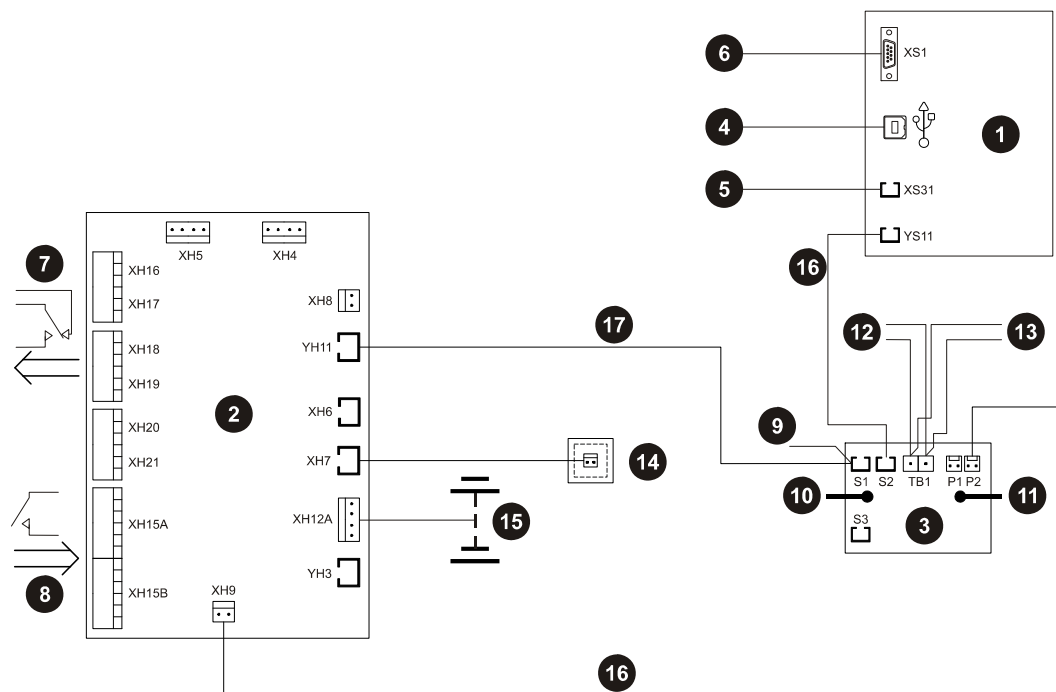 6
XS1
4
1
5
XS31
YS11
16
7
XH5
XH4
XH16
XH17
XH8
17
12
13
YH11
XH18
XH19
2
XH6
XH20
XH21
9
XH7
14
S1
S2
TB1
P1
P2
10
11
XH15A
XH12A
15
S3
3
YH3
8
XH15B
XH9
16